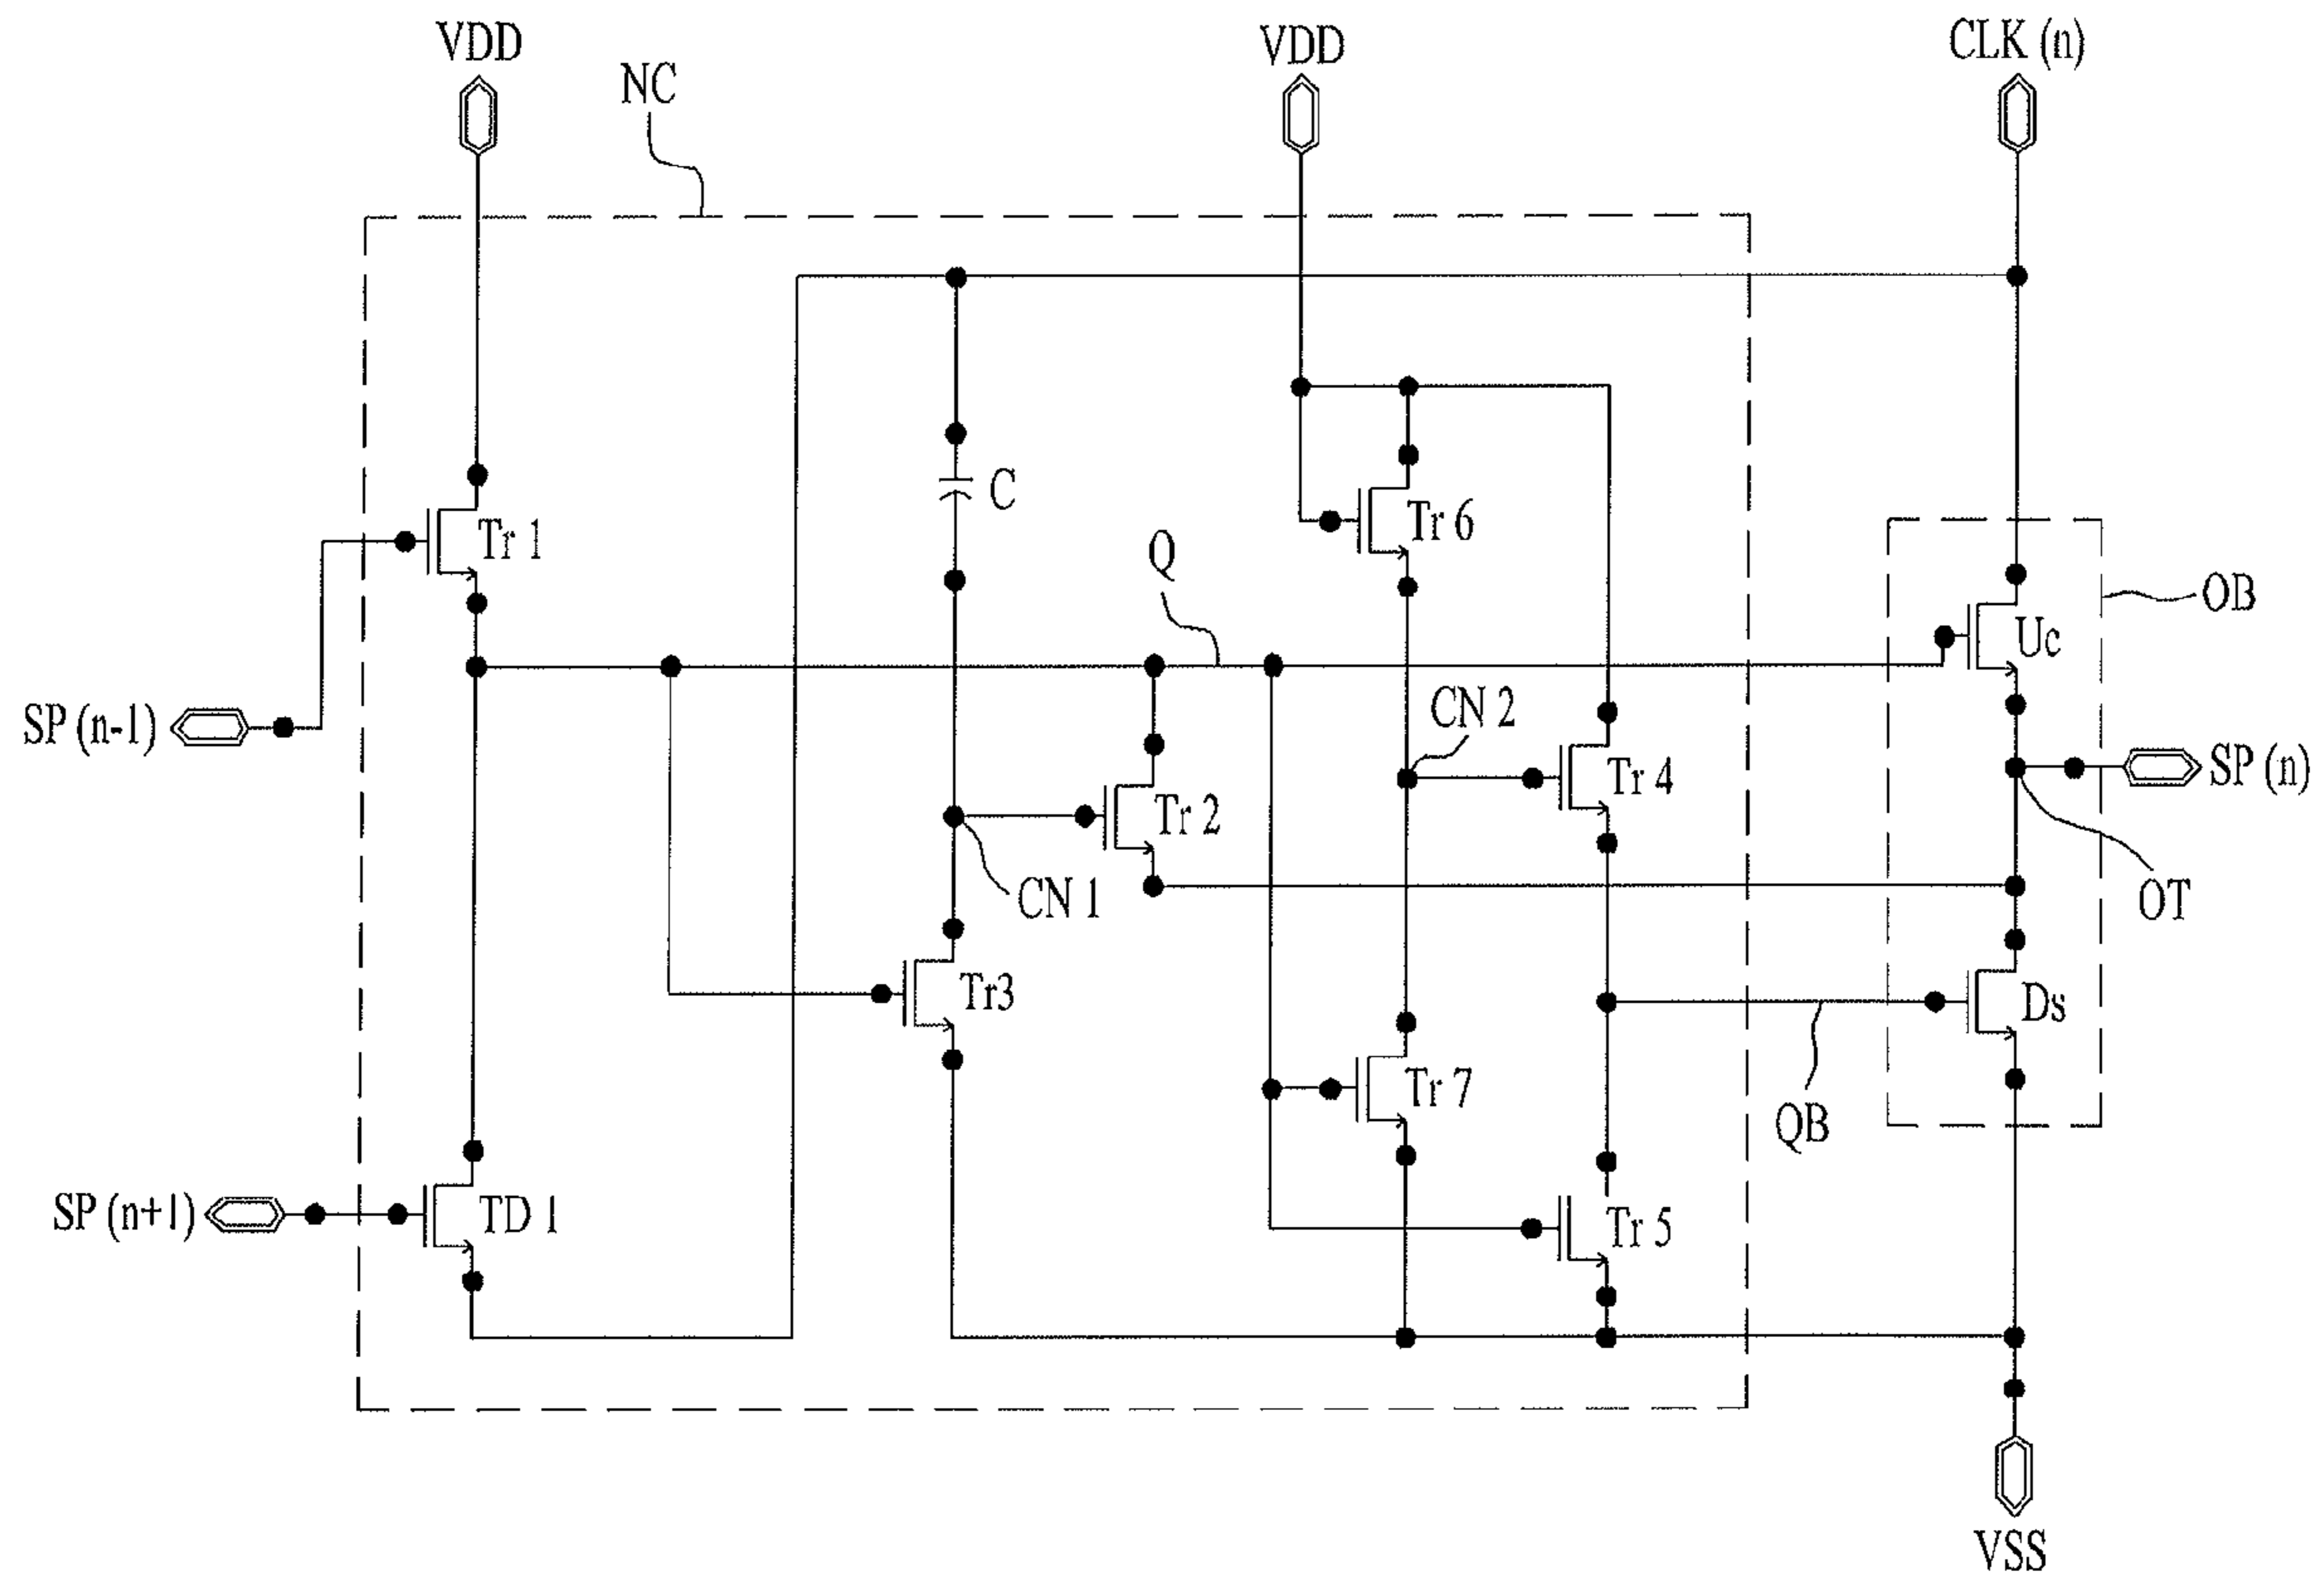 VDD
VDD
CLK (n)
NC
C
Tr 1
Tr 6
Q
OB
Uc
CN 2
SP (n-1)
Tr 4
SP (n)
Tr 2
CN 1
OT
Tr3
Ds
Tr 7
QB
SP (n+1)
TD 1
Tr 5
VSS